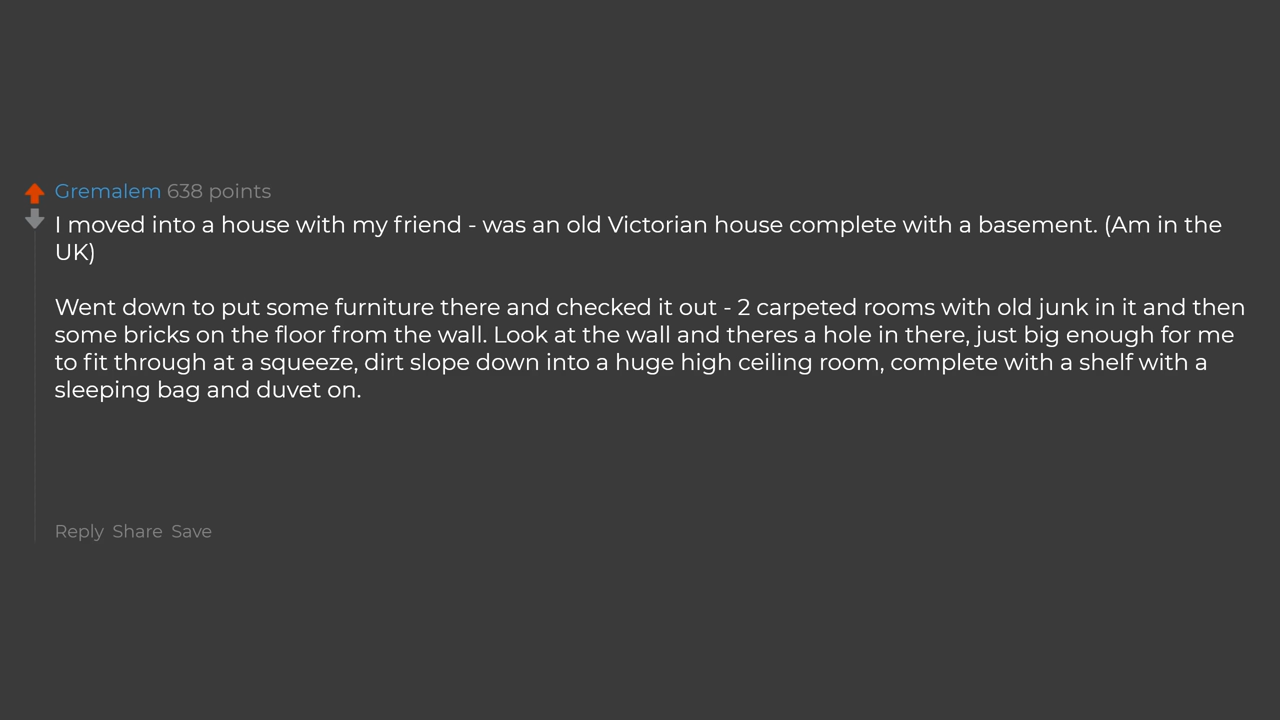 Gremalem 638 points
I moved into a house with my friend - was an old Victorian house complete with a basement. (Am in the
UK)
Went down to put some furniture there and checked it out - 2 carpeted rooms with old junk in it and then
some bricks on the floor from the wall. Look at the wall and theres a hole in there, just big enough for me
to fit through at a squeeze, dirt slope down into a huge high ceiling room, complete with a shelf with a
sleeping bag and duvet on.
Reply Share Save